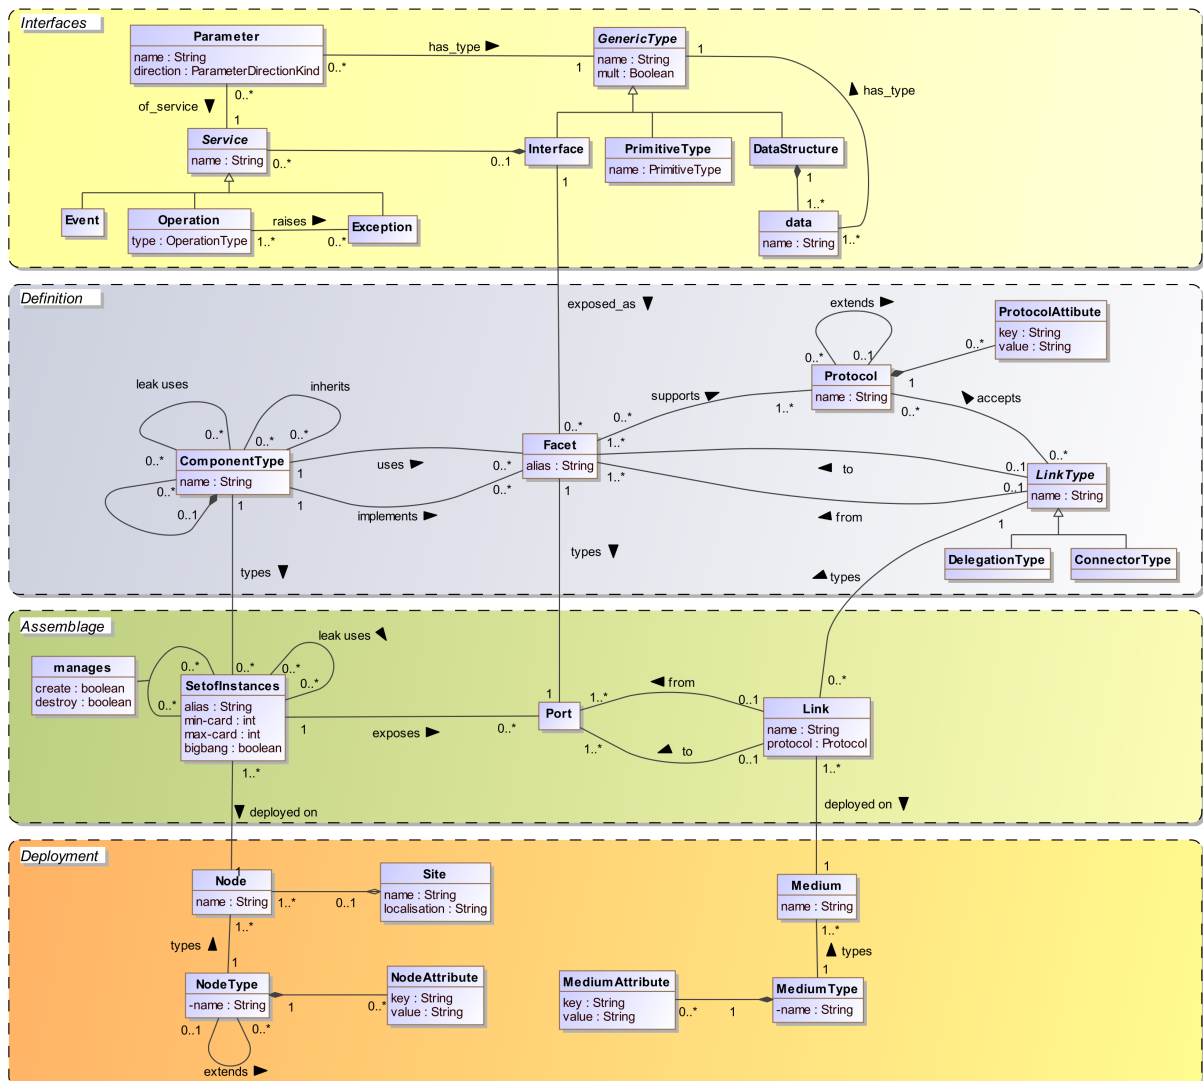 Interfaces
Parameter
name : String
direction : ParameterDirectionKind
0..*
has_type
1
GenericType
name : String
mult : Boolean
1
has_type
of_service
0..*
1
Service
name : String
0..*
0..1
Interface
1
PrimitiveType
name : PrimitiveType
DataStructure
1
1..*
data
name : String
1..*
Event
Operation
type : OperationType
raises
1..*
0..*
Exception
Definition
exposed_as
extends
0..*
0..1
Protocol
name : String
ProtocolAttibute
key : String
value : String
0..*
1
leak uses
inherits
0..*
0..*
0..*
0..*
ComponentType
name : String
0..*
0..1
1
1
1
uses
implements
0..*
0..*
0..*
Facet
alias : String
1
supports
0..*
1..*
1..*
1..*
accepts
0..*
0..*
to
from
0..1
0..1
LinkType
name : String
1
DelegationType
ConnectorType
types
types
types
Assemblage
manages
create : boolean
destroy : boolean
0..*
0..*
0..*
leak uses
0..*
0..*
SetofInstances
alias : String
min-card : int
max-card : int
bigbang : boolean
1
exposes
0..*
1
Port
1..*
from
0..1
1..*
to
0..1
0..*
Link
name : String
protocol : Protocol
1..*
1..*
deployed on
deployed on
Deployment
1
Node
name : String
1..*
0..1
Site
name : String
localisation : String
1..*
types
1
NodeType
-name : String
1
0..*
NodeAttribute
key : String
value : String
0..1
0..*
extends
1
Medium
name : String
1..*
types
1
MediumType
-name : String
1
0..*
MediumAttribute
key : String
value : String